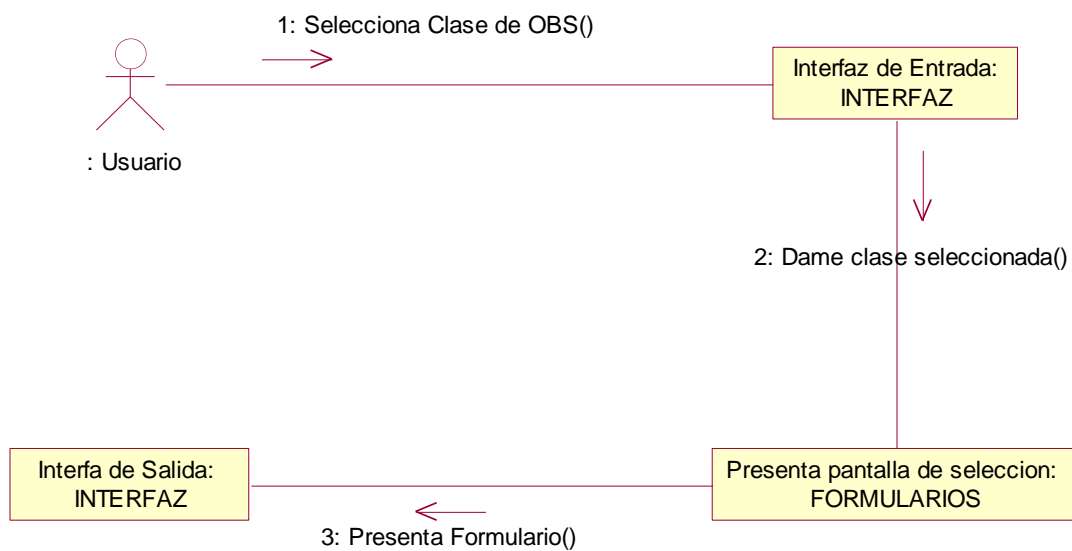 1: Selecciona Clase de OBS()
Interfaz de Entrada:
INTERFAZ
: Usuario
2: Dame clase seleccionada()
Interfa de Salida:
INTERFAZ
Presenta pantalla de seleccion:
FORMULARIOS
3: Presenta Formulario()